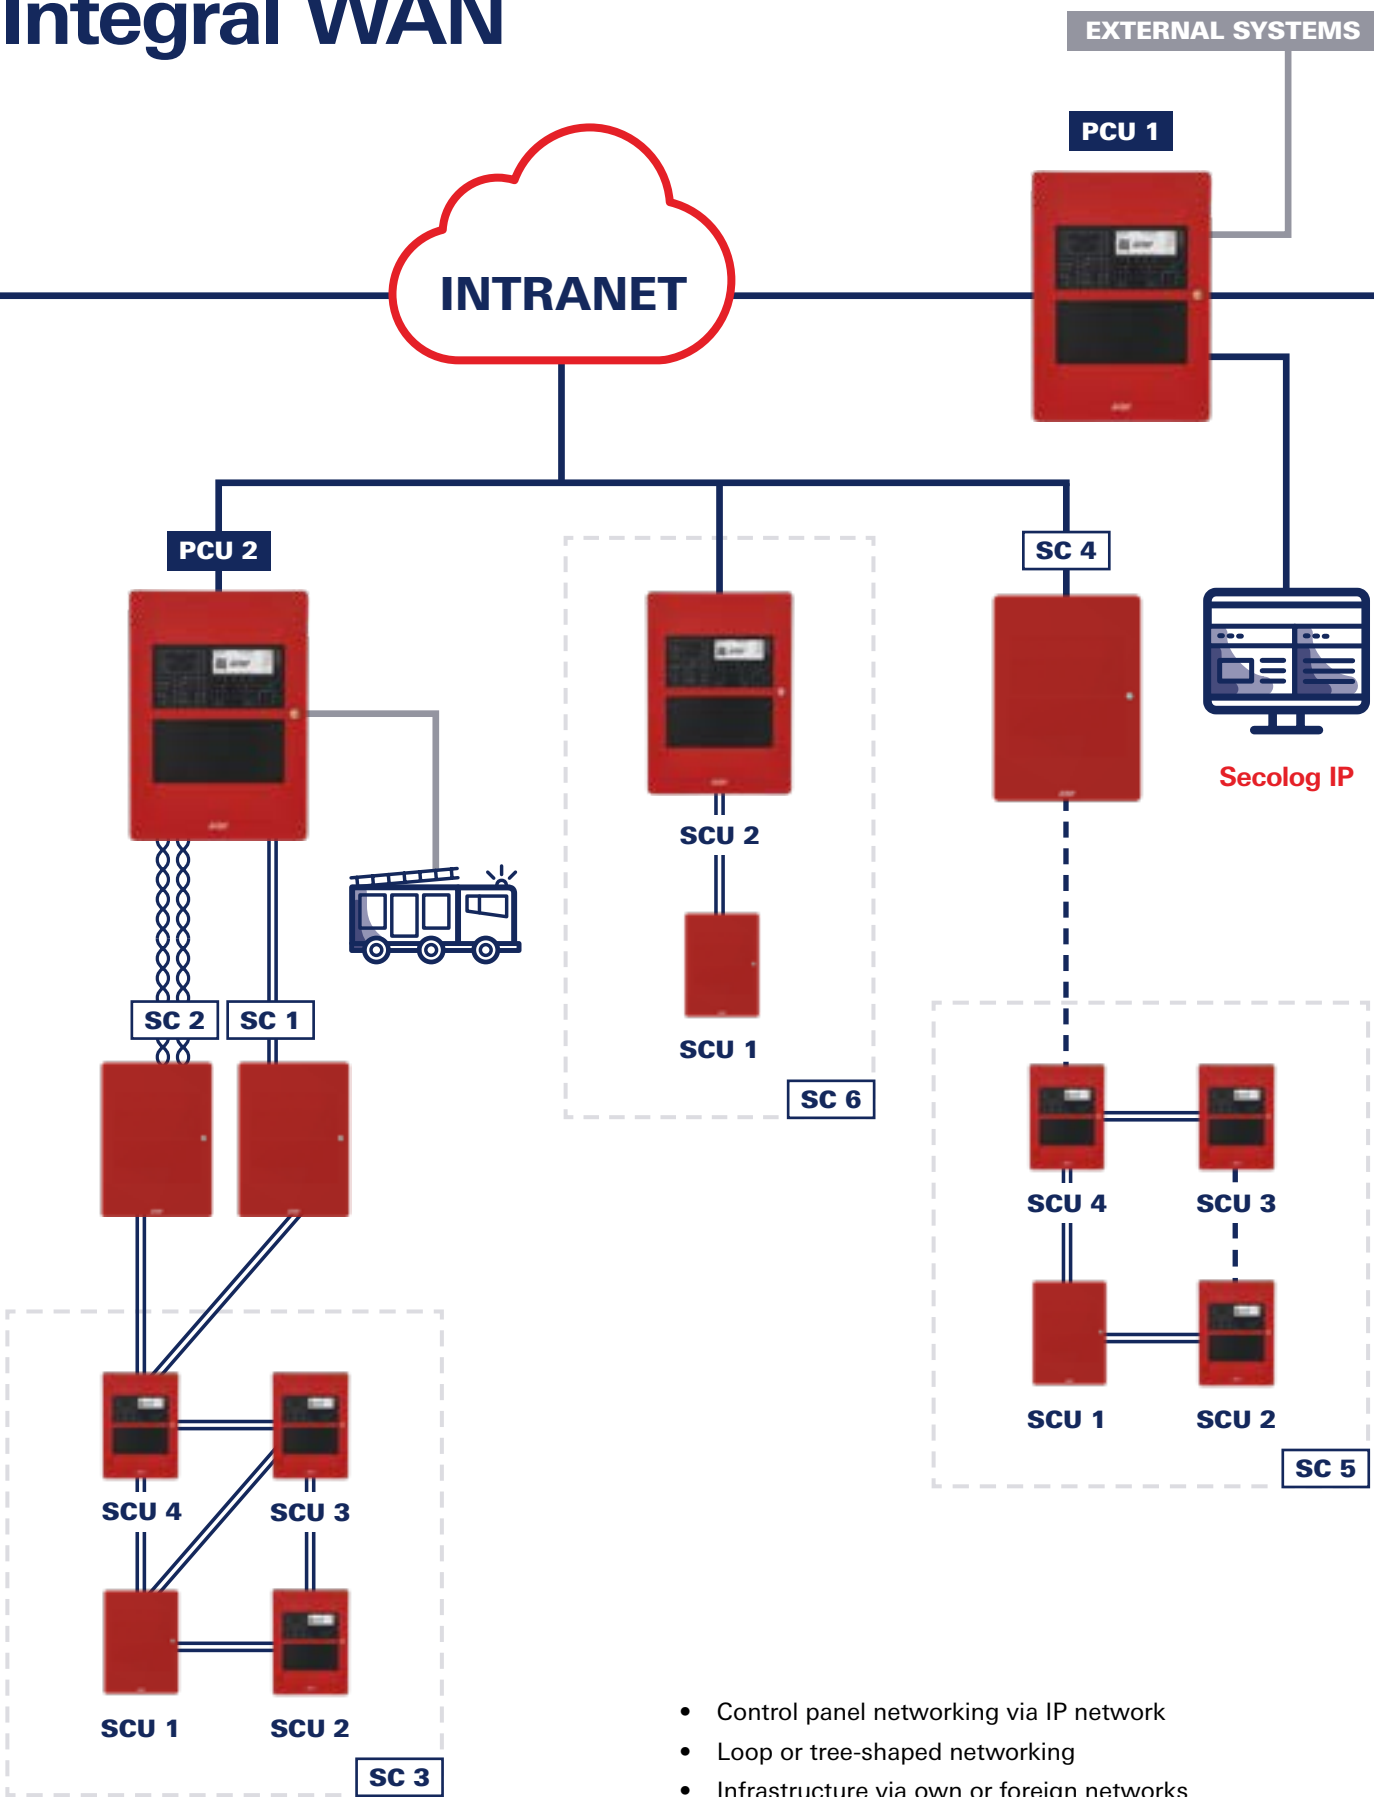 Integral WAN
EXTERNAL SYSTEMS
PCU 1
INTRANET
PCU 2
SC 4
Secolog IP
SCU 2
SC 2
SC 1
SCU 1
SC 6
SCU 4
SCU 3
SCU 1
SCU 2
SC 5
SCU 4
SCU 3
SCU 1
SCU 2
SC 3
• Control panel networking via IP network
• Loop or tree-shaped networking
• Infrastructure via own or foreign networks